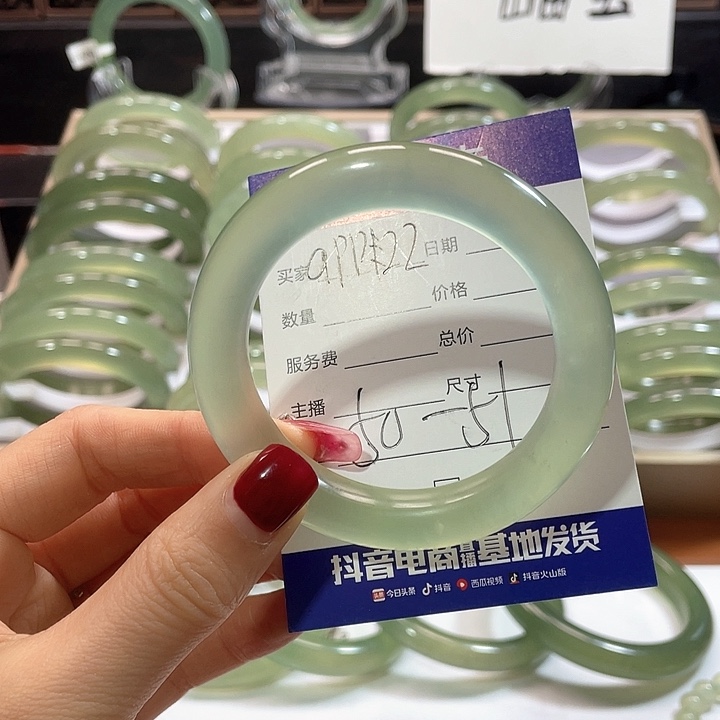 买家 日期
数量 价格
服务费 总价
主播 尺寸
50-51
抖音电商直播基地发货
今日头条 抖音 西瓜视频 抖音火山版